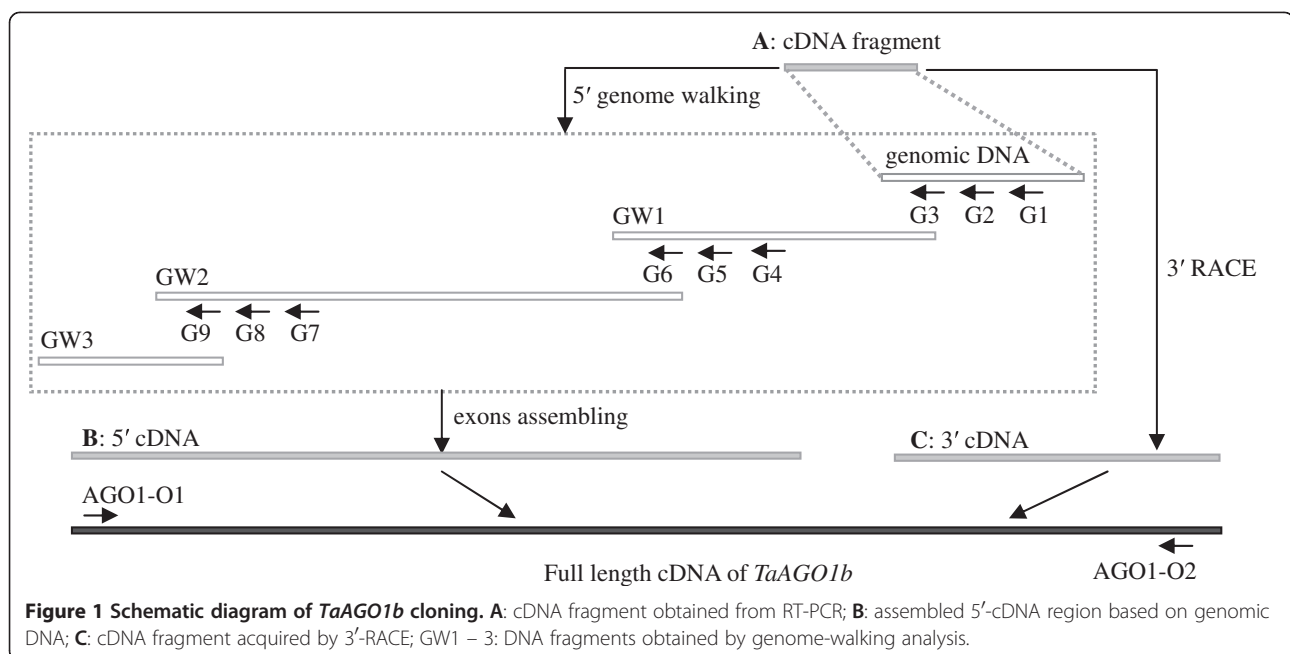 A: cDNA fragment
5′ genome walking
genomic DNA
G3 G2 G1
GW1
G6 G5 G4
3′ RACE
GW2
G9 G8 G7
GW3
exons assembling
B: 5′ cDNA
C: 3′ cDNA
AGO1-O1
Full length cDNA of TaAGO1b
AGO1-O2
Figure 1 Schematic diagram of TaAGO1b cloning. A: cDNA fragment obtained from RT-PCR; B: assembled 5′-cDNA region based on genomic
DNA; C: cDNA fragment acquired by 3′-RACE; GW1 – 3: DNA fragments obtained by genome-walking analysis.